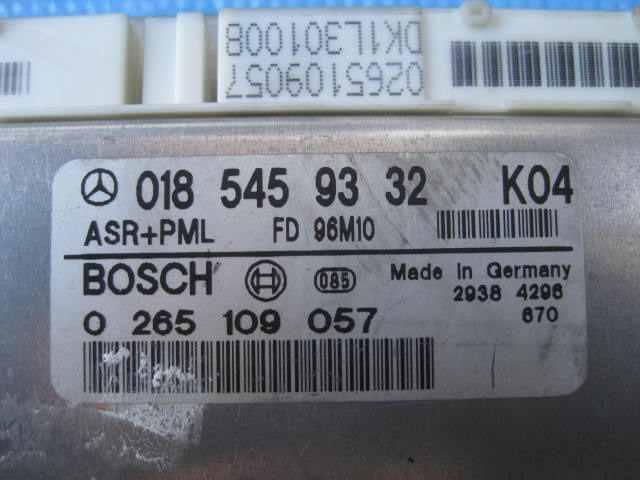 0265109057
DK1L301008
018 545 93 32 K04
ASR+PML FD 96M10
BOSCH 085 Made in Germany
2938 4296
0 265 109 057 670